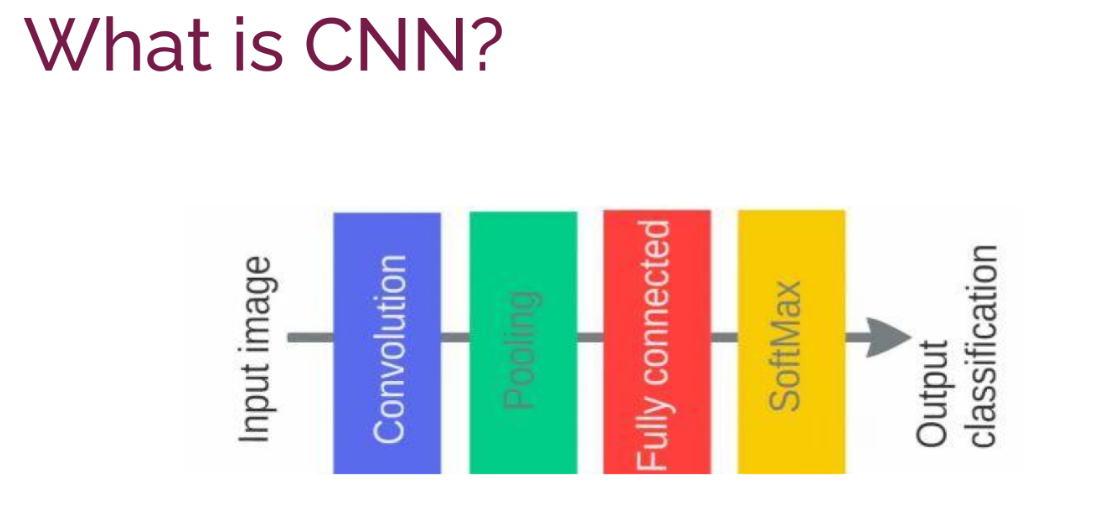 What is CNN?
Input image
Convolution
Pooling
Fully connected
SoftMax
Output
classification